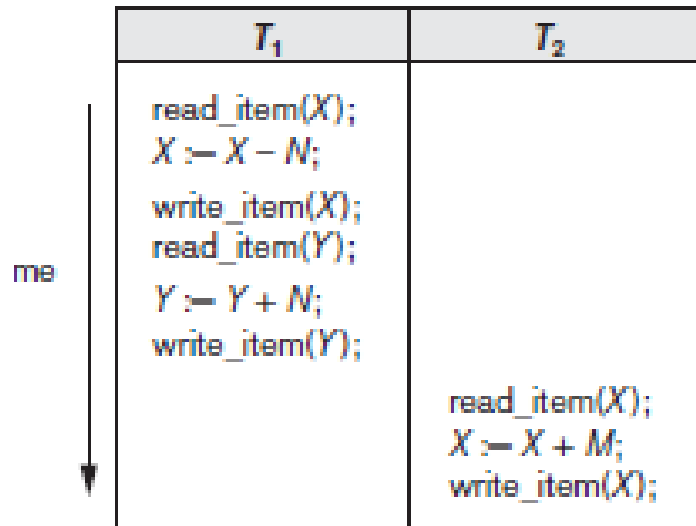 T1 T2
read_item(X);
X := X – N;
write_item(X);
read_item(Y);
me
Y := Y + N;
write_item(Y);
read_item(X);
X := X + M;
write_item(X);